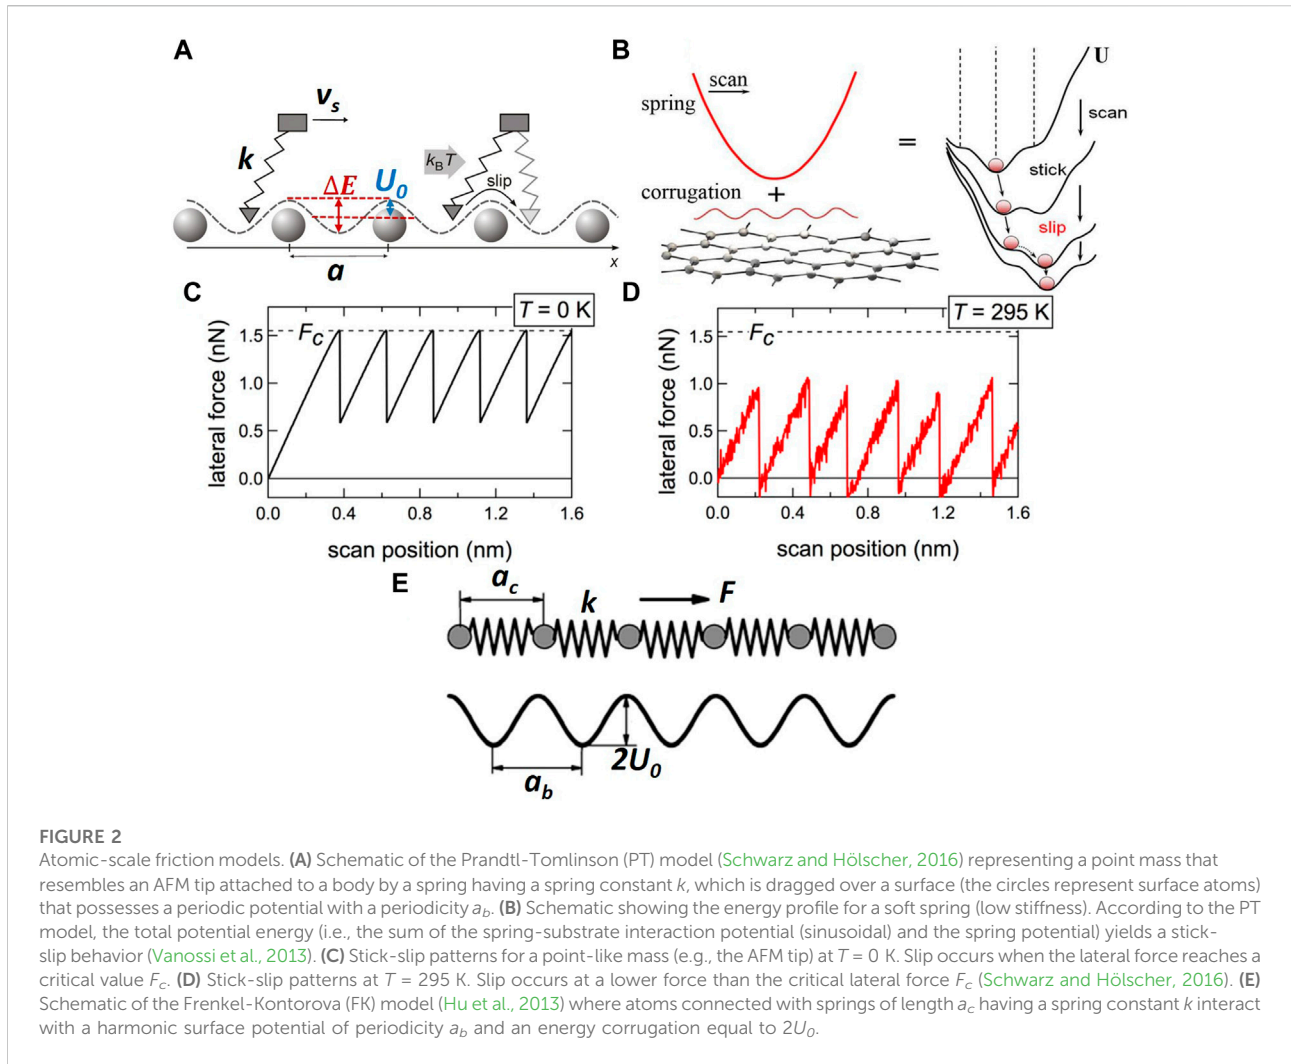 A
v_s
k
ΔE
U_0
k_BT
slip
a
x
B
scan
spring
+
corrugation
=
U
scan
stick
slip
C
T = 0 K
F_C
1.5
1.0
0.5
0.0
lateral force (nN)
0.0 0.4 0.8 1.2 1.6
scan position (nm)
D
T = 295 K
F_C
1.5
1.0
0.5
0.0
lateral force (nN)
0.0 0.4 0.8 1.2 1.6
scan position (nm)
E
a_c
k
F
2U_0
a_b
FIGURE 2
Atomic-scale friction models. (A) Schematic of the Prandtl-Tomlinson (PT) model (Schwarz and Hölscher, 2016) representing a point mass that
resembles an AFM tip attached to a body by a spring having a spring constant k, which is dragged over a surface (the circles represent surface atoms)
that possesses a periodic potential with a periodicity a_b. (B) Schematic showing the energy profile for a soft spring (low stiffness). According to the PT
model, the total potential energy (i.e., the sum of the spring-substrate interaction potential (sinusoidal) and the spring potential) yields a stick-
slip behavior (Vanossi et al., 2013). (C) Stick-slip patterns for a point-like mass (e.g., the AFM tip) at T = 0 K. Slip occurs when the lateral force reaches a
critical value F_c. (D) Stick-slip patterns at T = 295 K. Slip occurs at a lower force than the critical lateral force F_c (Schwarz and Hölscher, 2016). (E)
Schematic of the Frenkel-Kontorova (FK) model (Hu et al., 2013) where atoms connected with springs of length a_c having a spring constant k interact
with a harmonic surface potential of periodicity a_b and an energy corrugation equal to 2U_0.